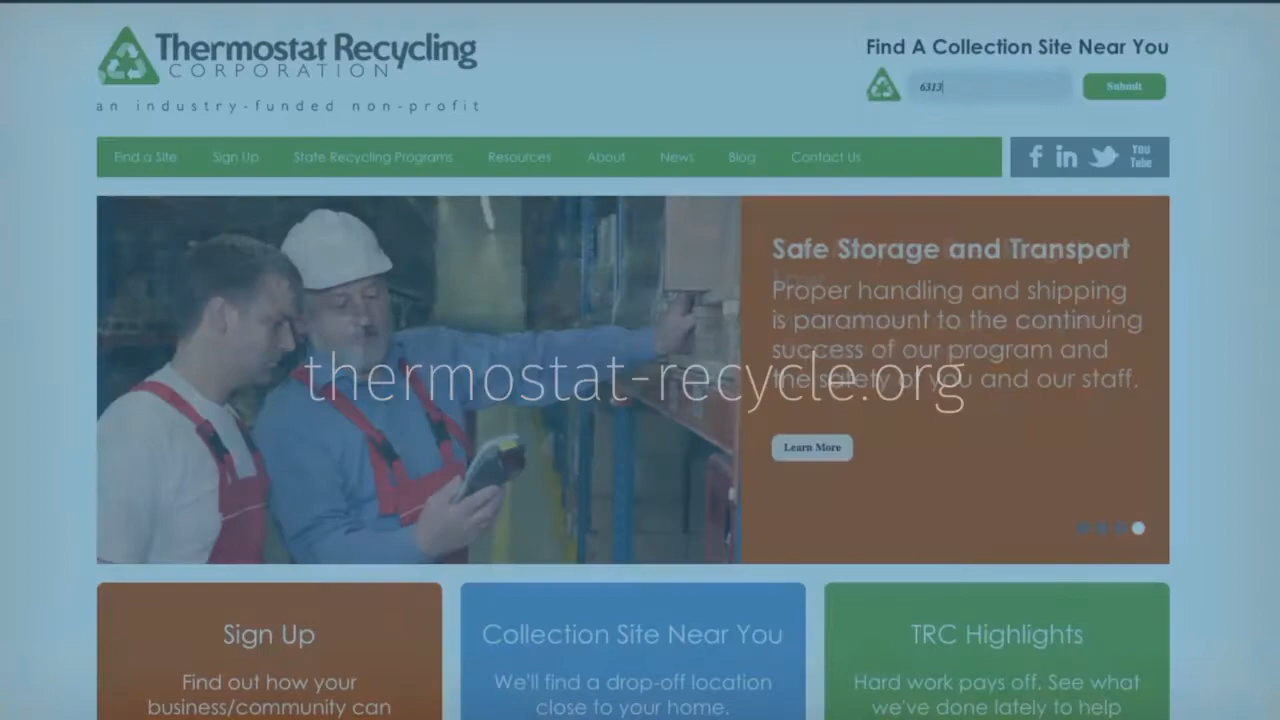 Thermostat Recycling
CORPORATION
an industry-funded non-profit
Find A Collection Site Near You
6313
Submit
Find a Site
Sign Up
State Recycling Programs
Resources
About
News
Blog
Contact Us
f in
You
Tube
Safe Storage and Transport
Proper handling and shipping
is paramount to the continuing
success of our program and
the safety of you and our staff.
thermostat-recycle.org
Learn More
Sign Up
Find out how your
business/community can
Collection Site Near You
We'll find a drop-off location
close to your home.
TRC Highlights
Hard work pays off. See what
we've done lately to help